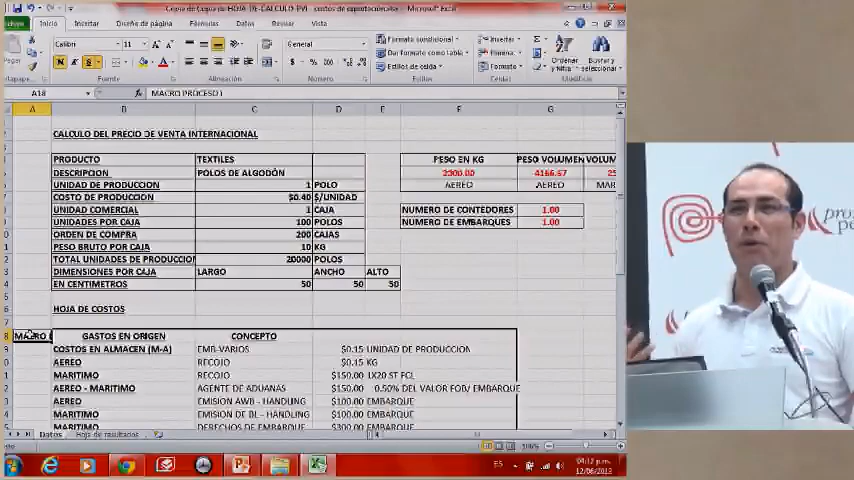 Copia de Copia de HOJA-DE-CALCULO-PVI - costos de exportaciones - Microsoft Excel
Archivo Inicio Insertar Diseño de página Fórmulas Datos Revisar Vista
Calibri 11 General
Formato condicional Insertar
Dar formato como tabla Eliminar Ordenar Buscar y
Pegar Estilos de celda Formato y filtrar seleccionar
Fuente Alineación Número Estilos Celdas Modificar
A18 MACRO PROCESO I
A B C D E F G
CALCULO DEL PRECIO DE VENTA INTERNACIONAL
PRODUCTO TEXTILES PESO EN KG PESO VOLUMEN VOLUM
DESCRIPCION POLOS DE ALGODÓN 2300.00 4166.67
UNIDAD DE PRODUCCION 1 POLO AEREO AEREO MAR
COSTO DE PRODUCCION $0.40 $/UNIDAD
UNIDAD COMERCIAL 1 CAJA NUMERO DE CONTEDORES 1.00
UNIDADES POR CAJA 100 POLOS NUMERO DE EMBARQUES 1.00
ORDEN DE COMPRA 200 CAJAS
PESO BRUTO POR CAJA 10 KG
TOTAL UNIDADES DE PRODUCCION 20000 POLOS
DIMENSIONES POR CAJA LARGO ANCHO ALTO
EN CENTIMETROS 50 50 50
HOJA DE COSTOS
MACRO GASTOS EN ORIGEN CONCEPTO
COSTOS EN ALMACEN (M-A) EMB-VARIOS $0.15 UNIDAD DE PRODUCCION
AEREO RECOJO $0.15 KG
MARITIMO RECOJO $150.00 1X20 ST FCL
AEREO - MARITIMO AGENTE DE ADUANAS $150.00 0.50% DEL VALOR FOB/ EMBARQUE
AEREO EMISION AWB - HANDLING $100.00 EMBARQUE
MARITIMO EMISION DE BL - HANDLING $100.00 EMBARQUE
MARITIMO DERECHOS DE EMBARQUE $300.00 EMBARQUE
Datos Hoja de resultados
106%
ES 04:12 p.m.
12/06/2013